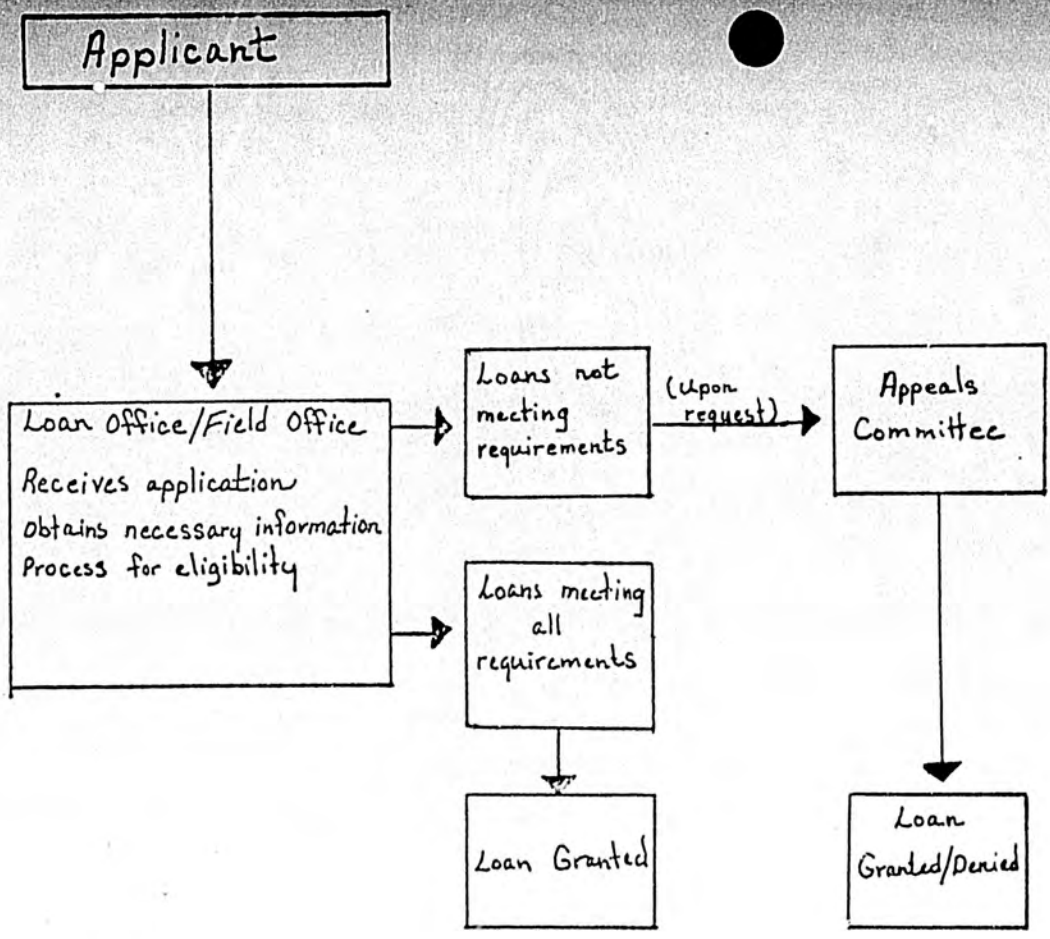 Applicant
Loan Office/Field Office
Receives application
Obtains necessary information
Process for eligibility
Loans not
meeting
requirements
(Upon
request)
Appeals
Committee
Loans meeting
all
requirements
Loan Granted
Loan
Granted/Denied